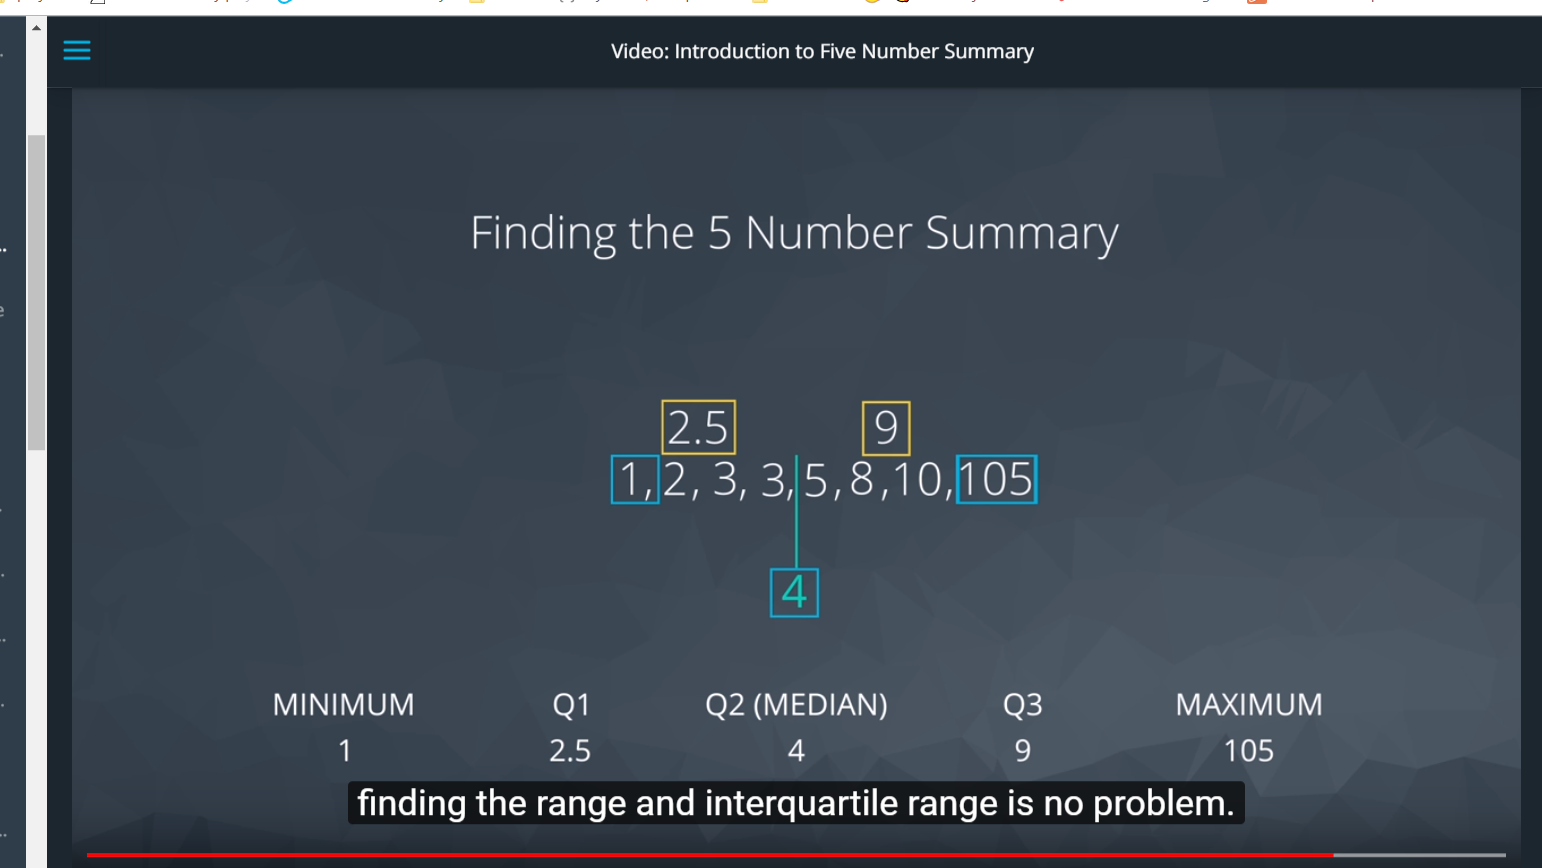 Video: Introduction to Five Number Summary
Finding the 5 Number Summary
2.5 9
1, 2, 3, 3, 5, 8, 10, 105
4
MINIMUM Q1 Q2 (MEDIAN) Q3 MAXIMUM
1 2.5 4 9 105
finding the range and interquartile range is no problem.